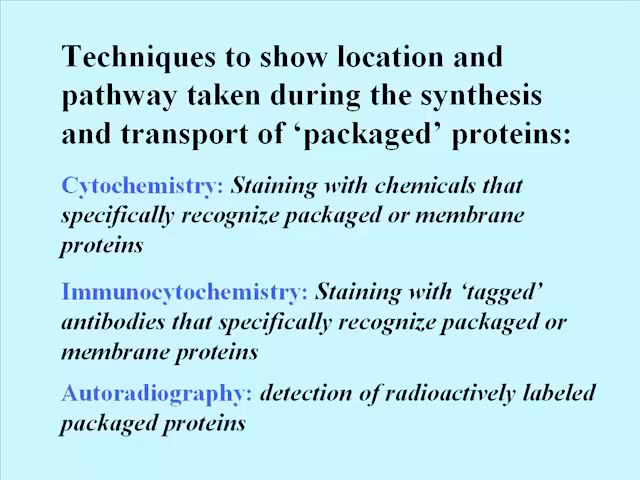 Techniques to show location and
pathway taken during the synthesis
and transport of ‘packaged’ proteins:
Cytochemistry: Staining with chemicals that
specifically recognize packaged or membrane
proteins
Immunocytochemistry: Staining with ‘tagged’
antibodies that specifically recognize packaged or
membrane proteins
Autoradiography: detection of radioactively labeled
packaged proteins